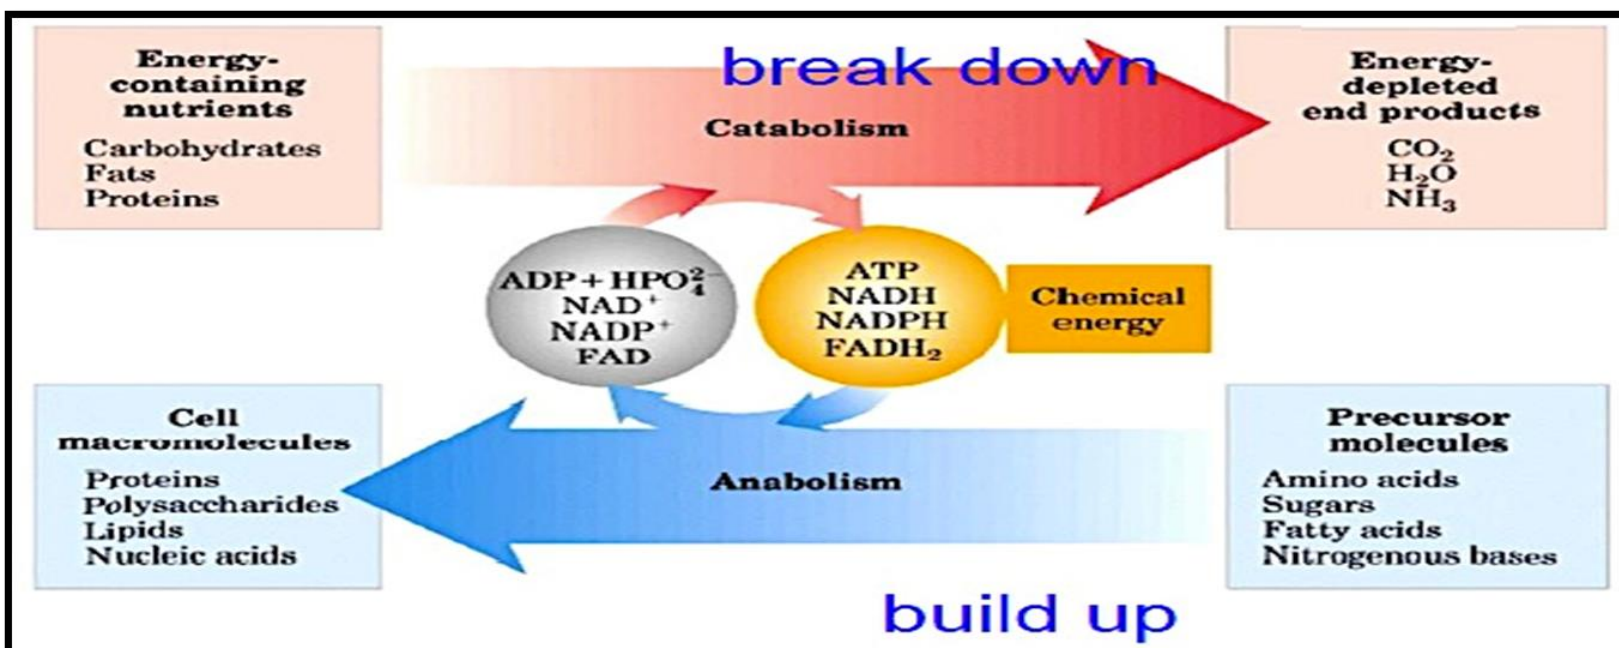 Energy-
containing
nutrients
Carbohydrates
Fats
Proteins
break down
Catabolism
Energy-
depleted
end products
CO₂
H₂O
NH₃
ADP + HPO₄²⁻
NAD⁺
NADP⁺
FAD
ATP
NADH
NADPH
FADH₂
Chemical
energy
Cell
macromolecules
Proteins
Polysaccharides
Lipids
Nucleic acids
Anabolism
Precursor
molecules
Amino acids
Sugars
Fatty acids
Nitrogenous bases
build up